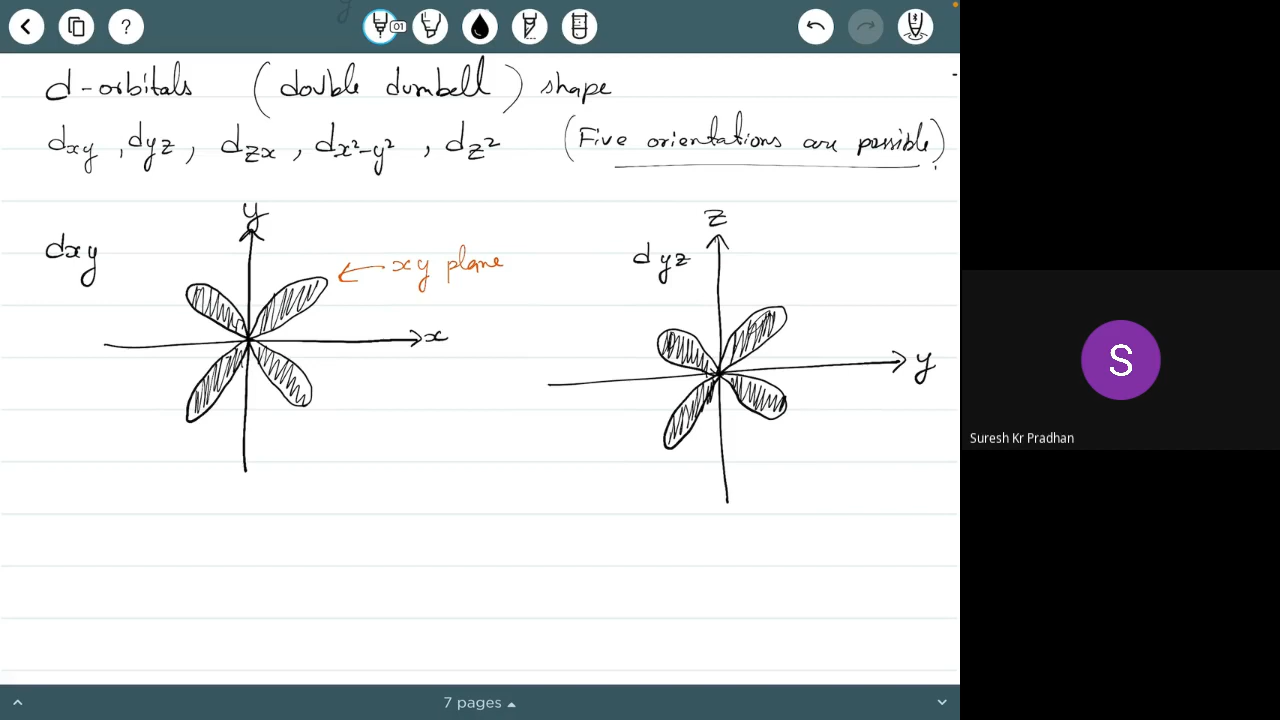 01
d-orbitals (double dumbell) shape
dxy, dyz, dzx, dx²-y², dz² (Five orientations are possible)
y
z
dxy
xy plane
dyz
x
y
S
Suresh Kr Pradhan
7 pages